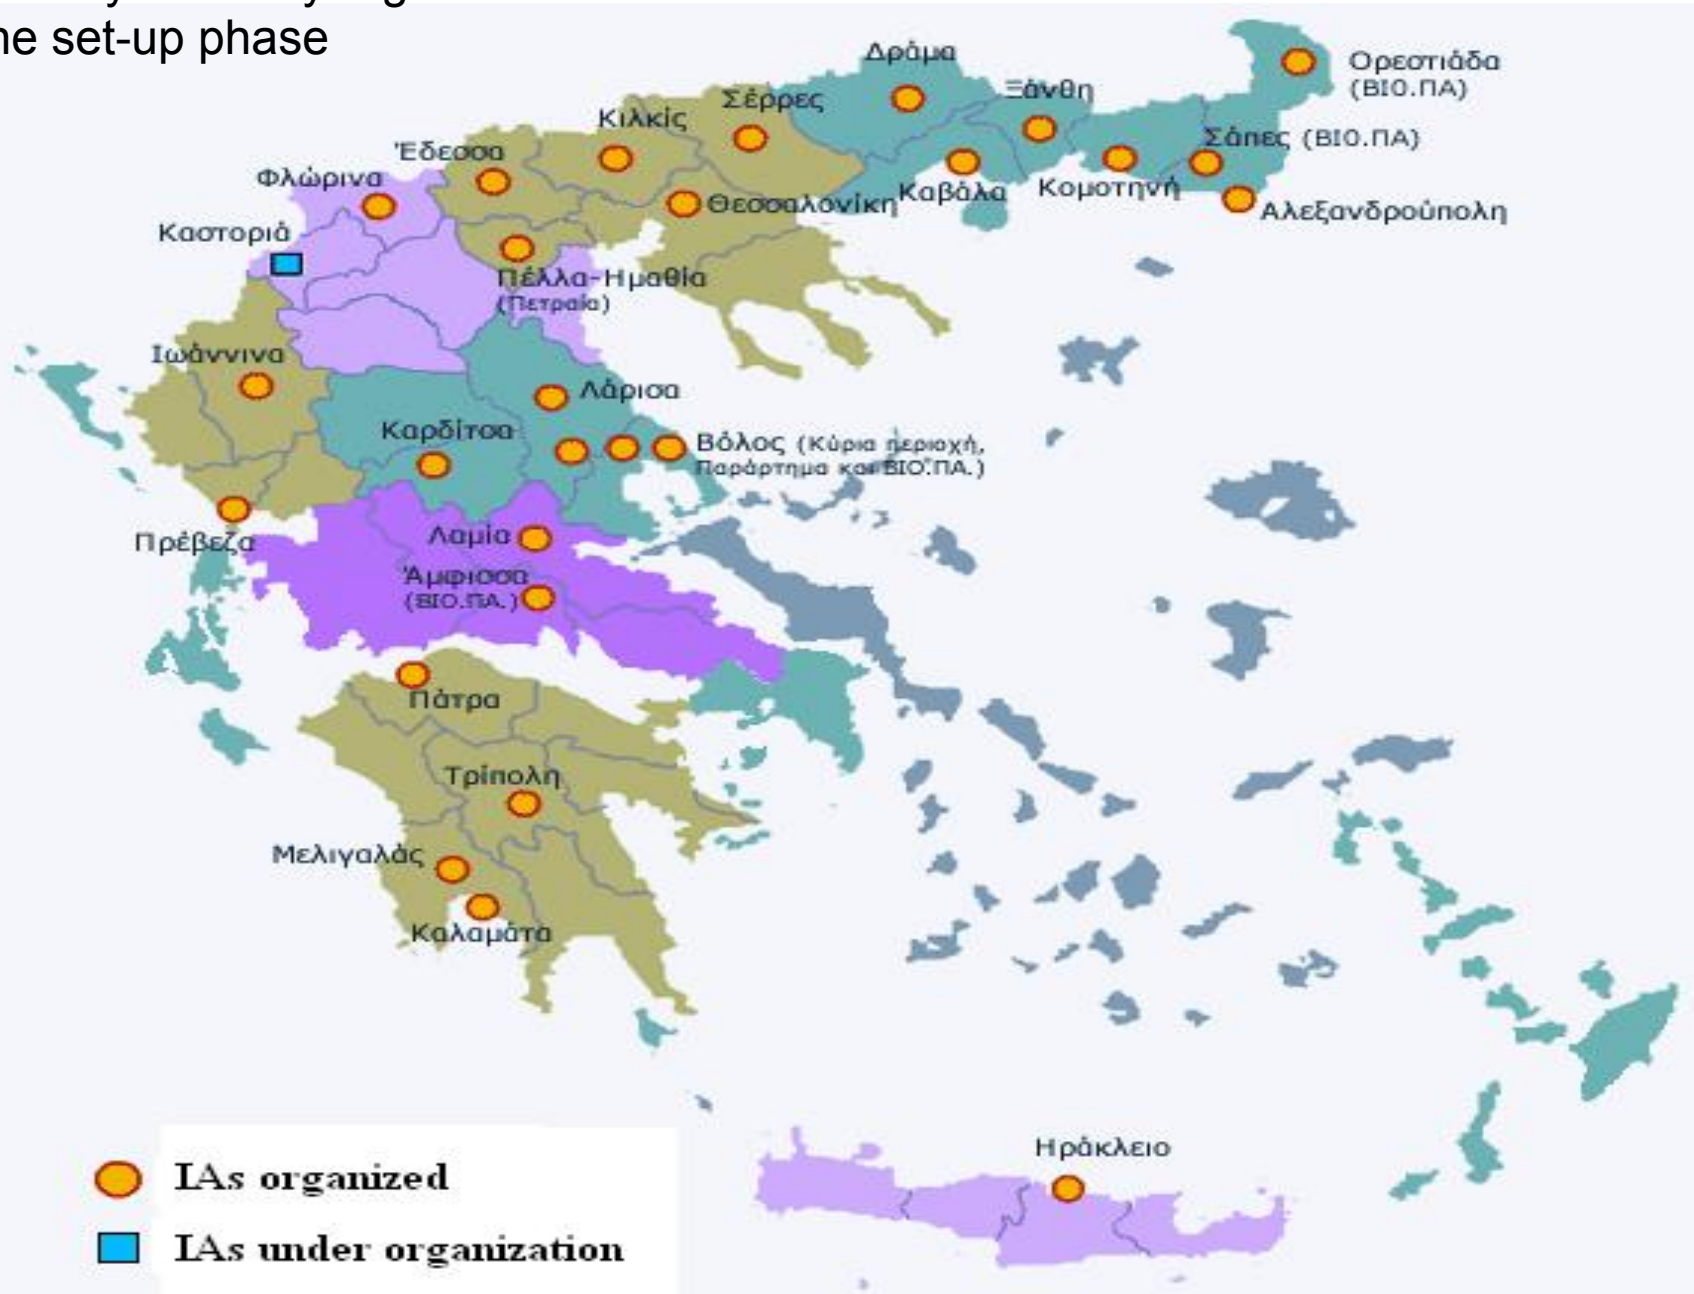 he set-up phase
Δράμα
Ορεστιάδα
(ΒΙΟ.ΠΑ)
Ξάνθη
Σέρρες
Κιλκίς
Σάπες (ΒΙΟ.ΠΑ)
Έδεσσα
Φλώρινα
Θεσσαλονίκη
Καβάλα
Κομοτηνή
Αλεξανδρούπολη
Καστοριά
Πέλλα-Ημαθία
(Πετραία)
Ιωάννινα
Λάρισα
Καρδίτσα
Βόλος (Κύρια περιοχή,
Παράρτημα και ΒΙΟ.ΠΑ.)
Πρέβεζα
Λαμία
Άμφισσα
(ΒΙΟ.ΠΑ.)
Πάτρα
Τρίπολη
Μελιγαλάς
Καλαμάτα
Ηράκλειο
IAs organized
IAs under organization